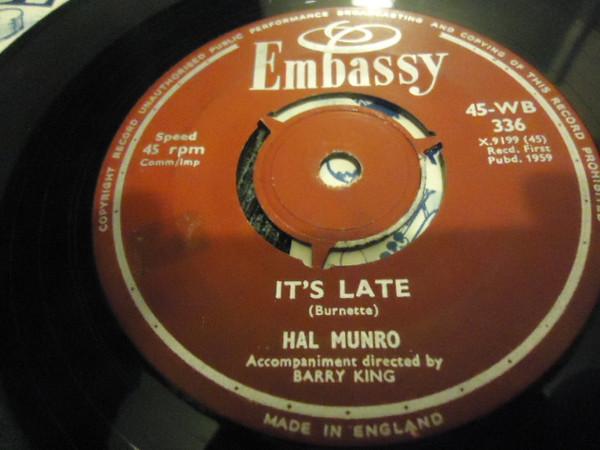 COPYRIGHT RECORD UNAUTHORISED PUBLIC PERFORMANCE BROADCASTING AND COPYING OF THIS RECORD PROHIBITED
Embassy
45-WB
336
X.9199 (45)
Recd. First
Pubd. 1959
Speed
45 rpm
Comm/Imp
IT'S LATE
(Burnette)
HAL MUNRO
Accompaniment directed by
BARRY KING
MADE IN ENGLAND